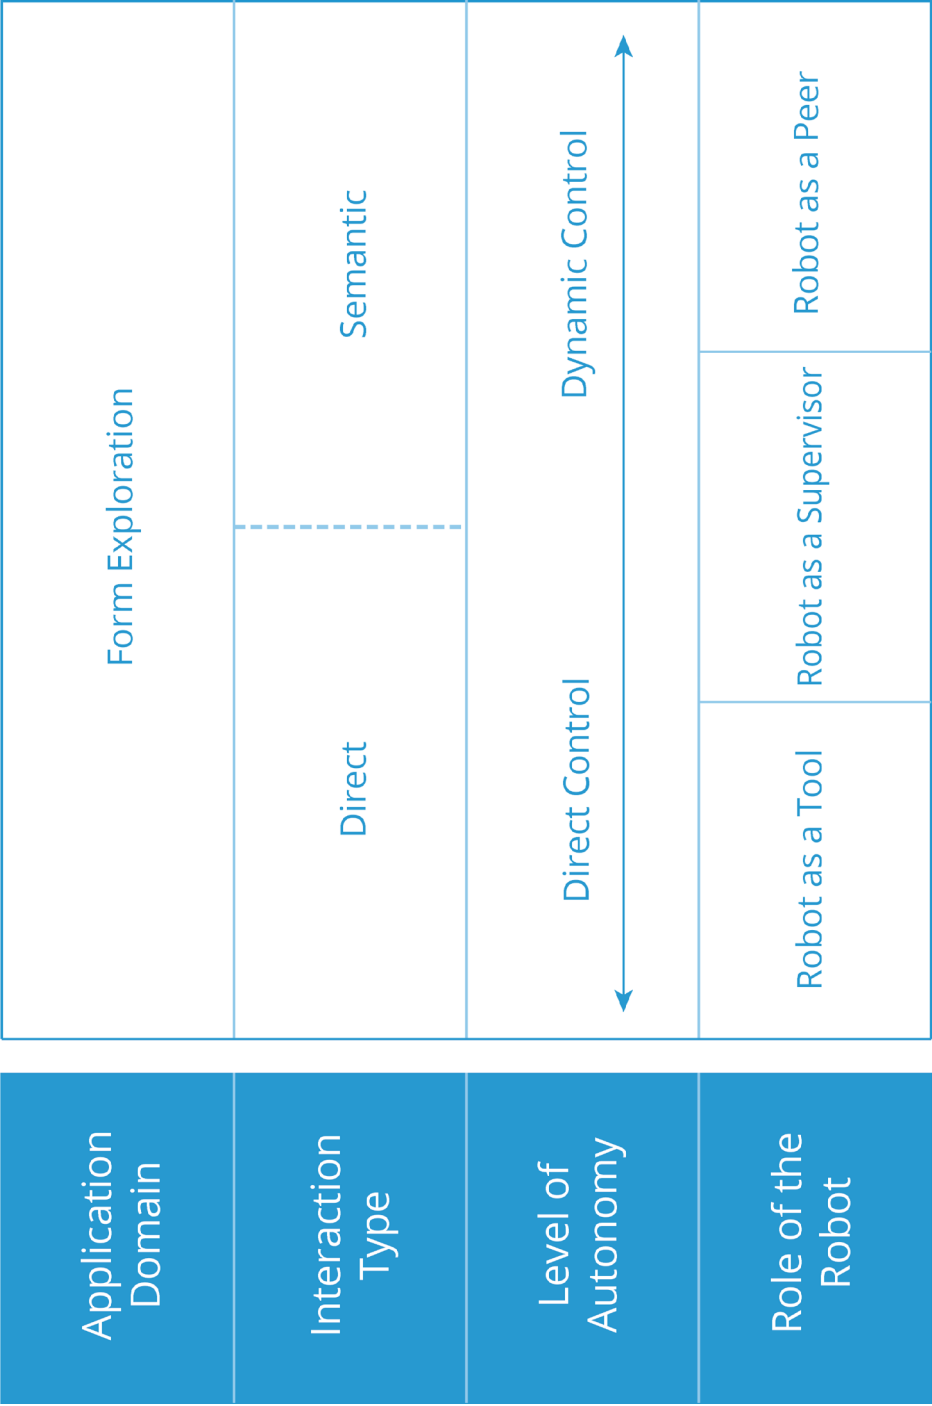 Application
Domain
Form Exploration
Interaction
Type
Direct
Semantic
Level of
Autonomy
Direct Control
Dynamic Control
Role of the
Robot
Robot as a Tool
Robot as a Supervisor
Robot as a Peer